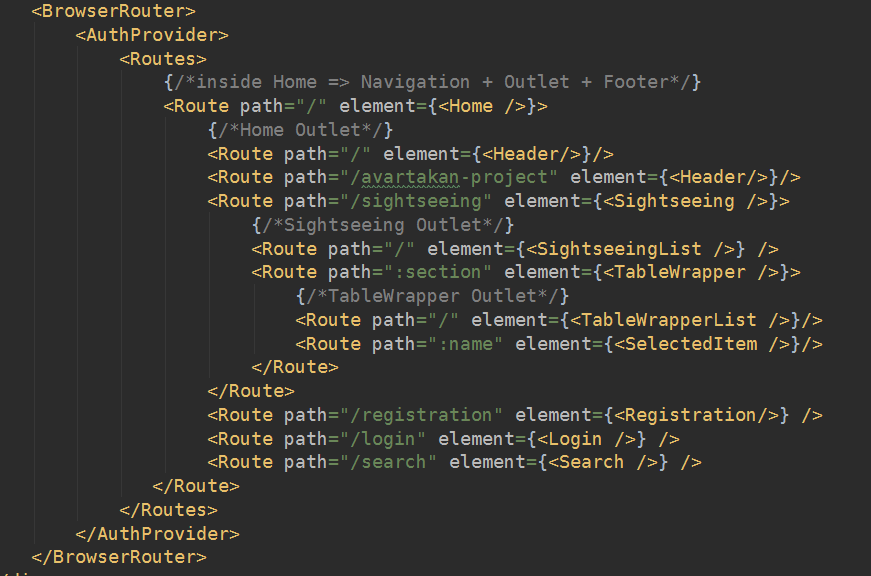 <BrowserRouter>
<AuthProvider>
<Routes>
{/*inside Home => Navigation + Outlet + Footer*/}
<Route path="/" element={<Home />}>
{/*Home Outlet*/}
<Route path="/" element={<Header/>}/>
<Route path="/avartakan-project" element={<Header/>}/>
<Route path="/sightseeing" element={<Sightseeing />}>
{/*Sightseeing Outlet*/}
<Route path="/" element={<SightseeingList />} />
<Route path=":section" element={<TableWrapper />}>
{/*TableWrapper Outlet*/}
<Route path="/" element={<TableWrapperList />}/>
<Route path=":name" element={<SelectedItem />}/>
</Route>
</Route>
<Route path="/registration" element={<Registration/>} />
<Route path="/login" element={<Login />} />
<Route path="/search" element={<Search />} />
</Route>
</Routes>
</AuthProvider>
</BrowserRouter>